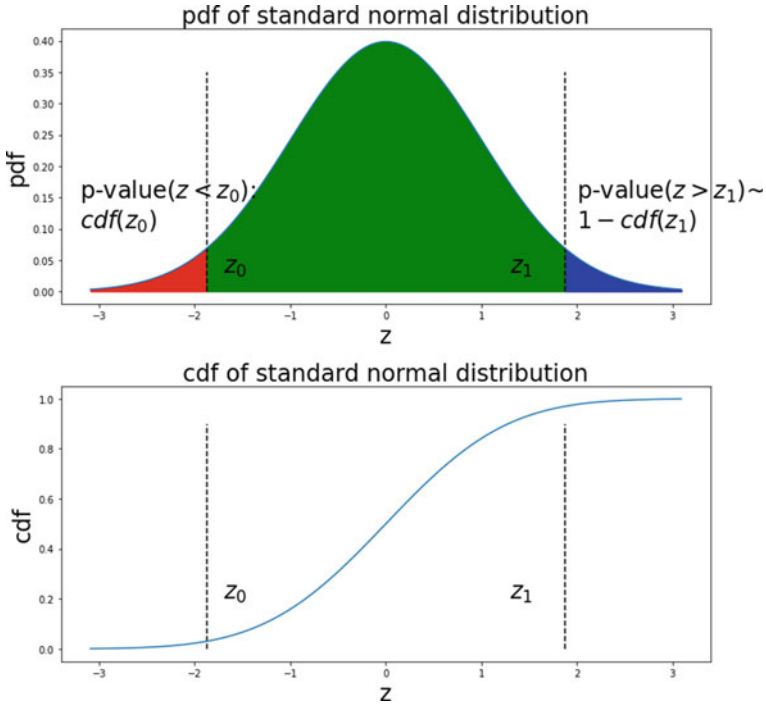 pdf of standard normal distribution
0.40
0.35
0.30
0.25
0.20
0.15
0.10
0.05
0.00
pdf
p-value(z < z₀):
cdf(z₀)
p-value(z > z₁)~
1 − cdf(z₁)
z₀
z₁
−3 −2 −1 0 1 2 3
z
cdf of standard normal distribution
1.0
0.8
0.6
0.4
0.2
0.0
cdf
z₀
z₁
−3 −2 −1 0 1 2 3
z